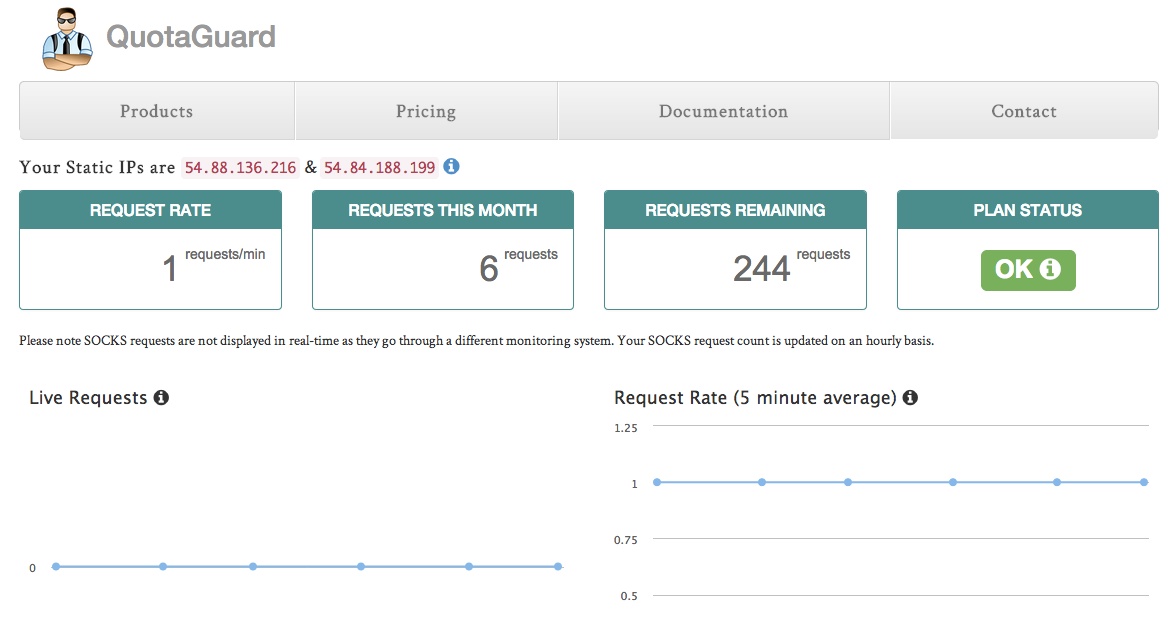 QuotaGuard
Products Pricing Documentation Contact
Your Static IPs are 54.88.136.216 & 54.84.188.199
REQUEST RATE
1 requests/min
REQUESTS THIS MONTH
6 requests
REQUESTS REMAINING
244 requests
PLAN STATUS
OK
Please note SOCKS requests are not displayed in real-time as they go through a different monitoring system. Your SOCKS request count is updated on an hourly basis.
Live Requests
0
Request Rate (5 minute average)
1.25
1
0.75
0.5